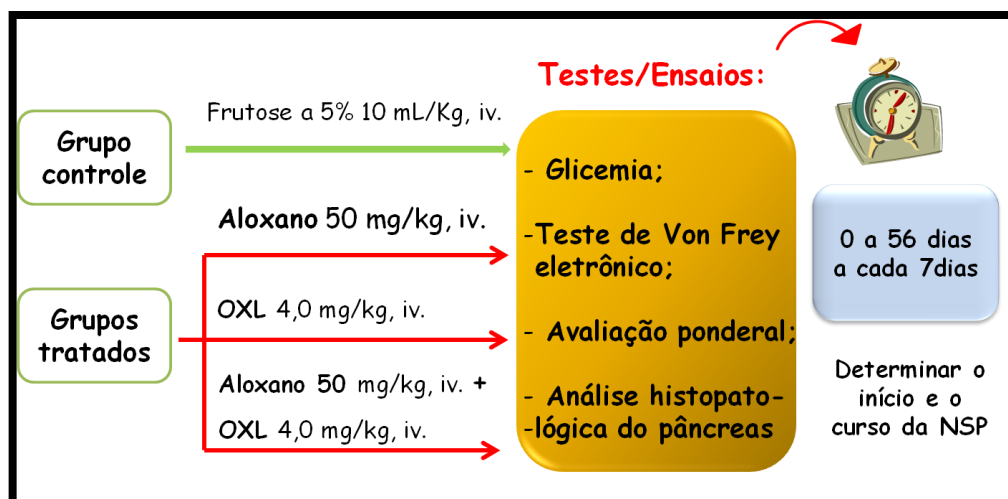 Testes/Ensaios:
Frutose a 5% 10 mL/Kg, iv.
Grupo
controle
- Glicemia;
Aloxano 50 mg/kg, iv.
-Teste de Von Frey
eletrônico;
0 a 56 dias
a cada 7dias
OXL 4,0 mg/kg, iv.
Grupos
tratados
- Avaliação ponderal;
Aloxano 50 mg/kg, iv. +
OXL 4,0 mg/kg, iv.
- Análise histopato-
-lógica do pâncreas
Determinar o
início e o
curso da NSP